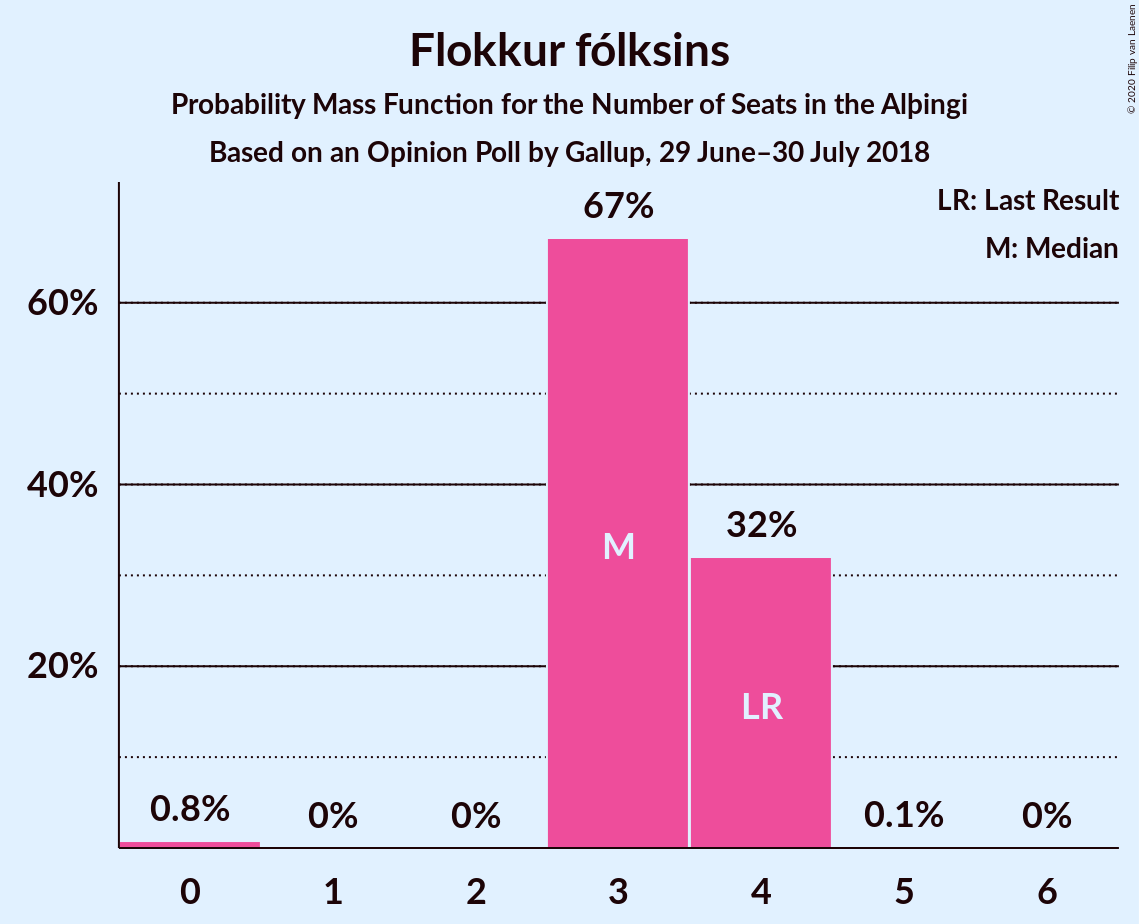 Flokkur fólksins
Probability Mass Function for the Number of Seats in the Alþingi
Based on an Opinion Poll by Gallup, 29 June–30 July 2018
© 2020 Filip van Laenen
LR: Last Result
M: Median
67%
60%
40%
32%
M
20%
LR
0.8%
0%
0%
0.1%
0%
0 1 2 3 4 5 6